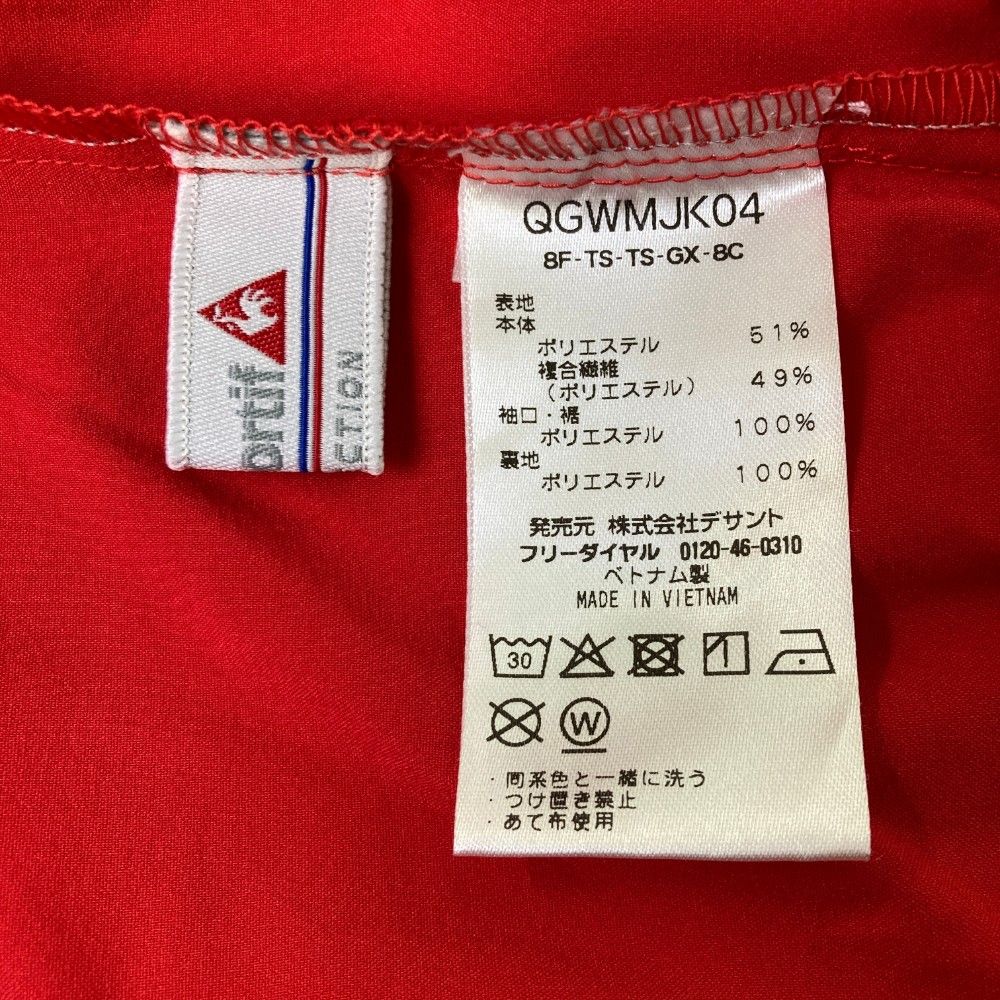 ortif
CTION
QGWMJK04
8F-TS-TS-GX-8C
表地
本体
ポリエステル 51%
複合繊維
(ポリエステル) 49%
袖口・裾
ポリエステル 100%
裏地
ポリエステル 100%
発売元 株式会社デサント
フリーダイヤル 0120-46-0310
ベトナム製
MADE IN VIETNAM
30
W
・同系色と一緒に洗う
・つけ置き禁止
・あて布使用